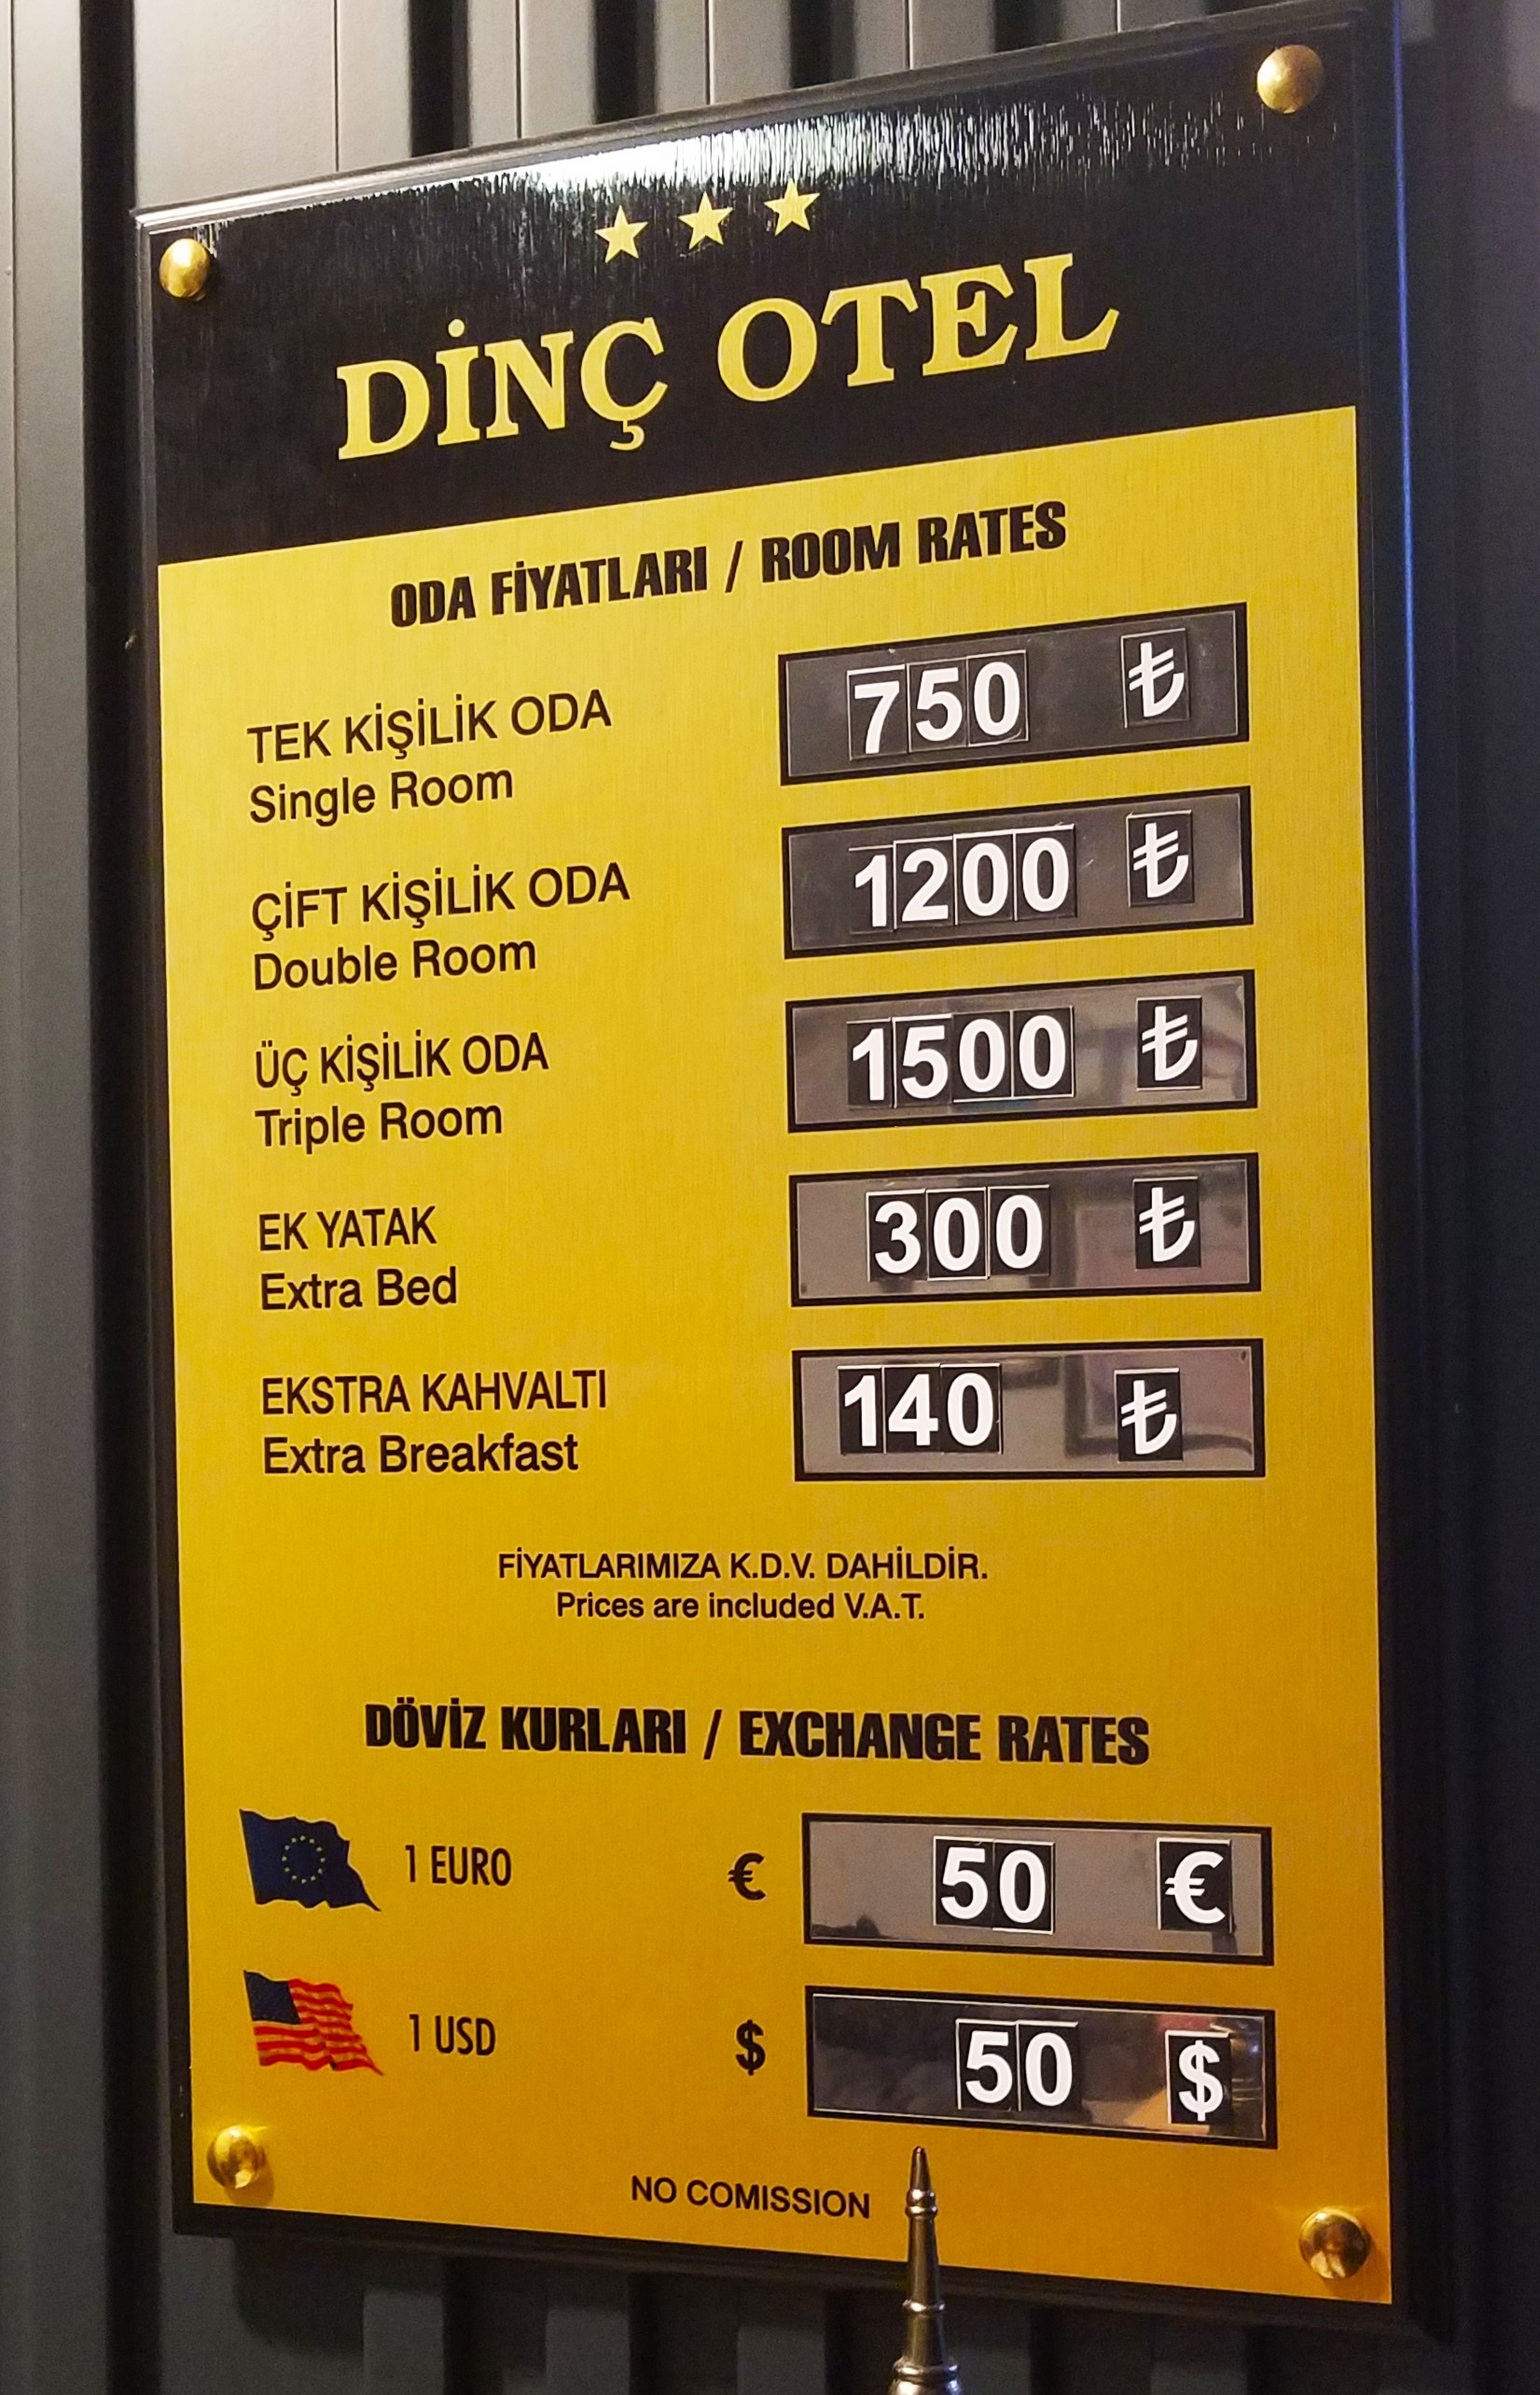 DİNÇ OTEL
ODA FİYATLARI / ROOM RATES
TEK KİŞİLİK ODA 750 ₺
Single Room
ÇİFT KİŞİLİK ODA 1200 ₺
Double Room
ÜÇ KİŞİLİK ODA 1500 ₺
Triple Room
EK YATAK 300 ₺
Extra Bed
EKSTRA KAHVALTI 140 ₺
Extra Breakfast
FİYATLARIMIZA K.D.V. DAHİLDİR.
Prices are included V.A.T.
DÖVİZ KURLARI / EXCHANGE RATES
1 EURO € 50 €
1 USD $ 50 $
NO COMISSION